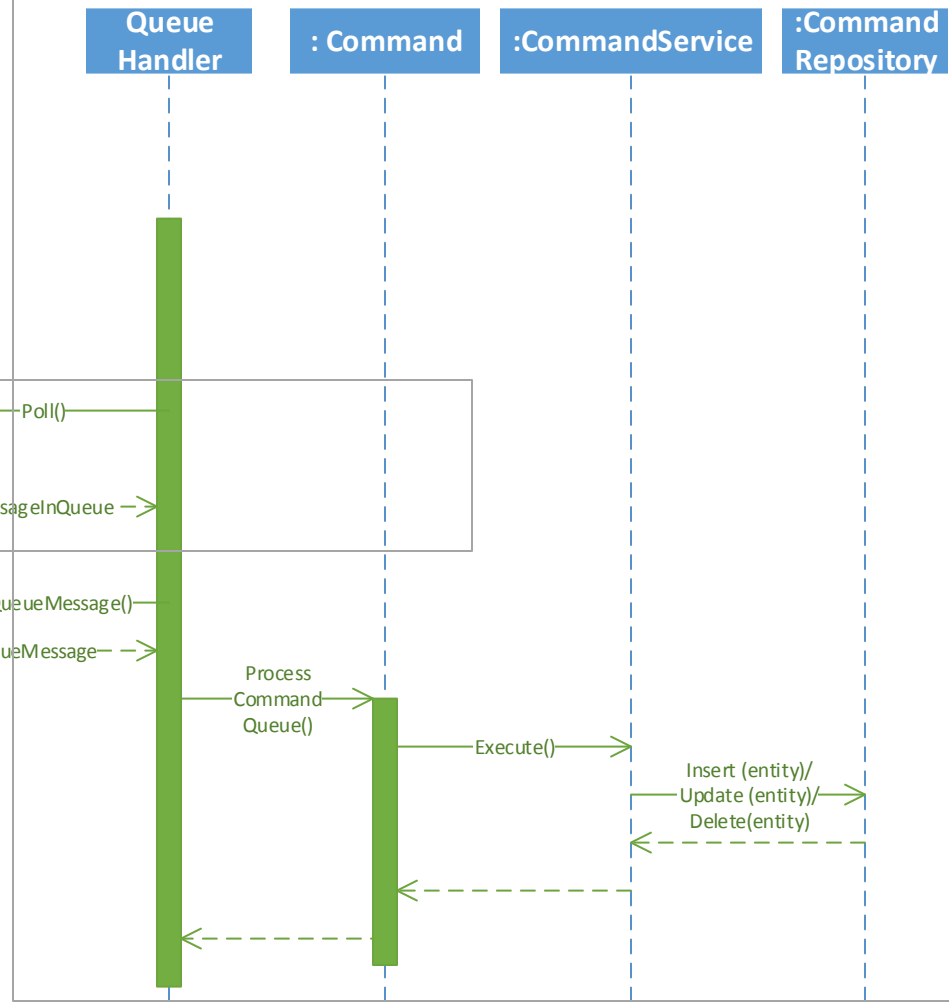 Queue
Handler
: Command
:CommandService
:Command
Repository
Poll()
sageInQueue
QueueMessage()
ueMessage
Process
Command
Queue()
Execute()
Insert (entity)/
Update (entity)/
Delete(entity)